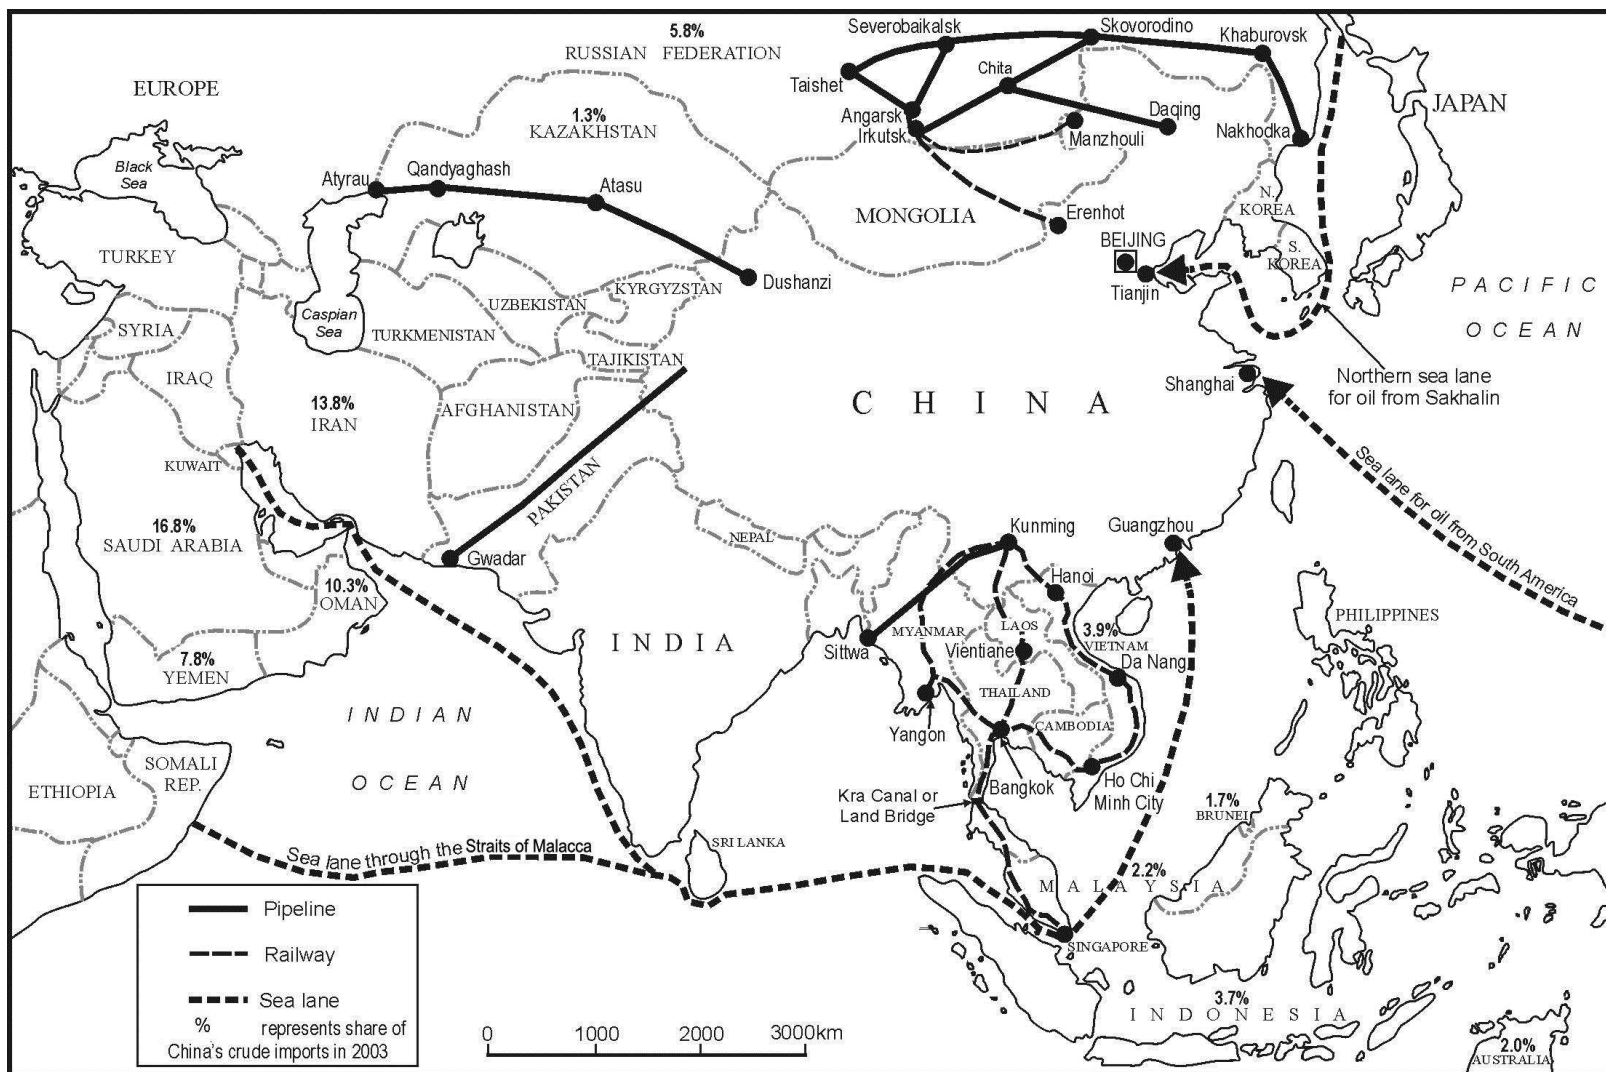 5.8%
RUSSIAN FEDERATION
EUROPE
1.3%
KAZAKHSTAN
Severobaikalsk
Skovorodino
Khaburovsk
Taishet
Chita
Angarsk
Irkutsk
Daqing
Manzhouli
Nakhodka
JAPAN
Black
Sea
Atyrau
Qandyaghash
Atasu
Dushanzi
MONGOLIA
Erenhot
N.
KOREA
S.
KOREA
BEIJING
Tianjin
TURKEY
Caspian
Sea
UZBEKISTAN
KYRGYZSTAN
TURKMENISTAN
TAJIKISTAN
SYRIA
IRAQ
13.8%
IRAN
AFGHANISTAN
CHINA
Shanghai
Northern sea lane
for oil from Sakhalin
PACIFIC
OCEAN
Sea lane for oil from South America
KUWAIT
PAKISTAN
16.8%
SAUDI ARABIA
Gwadar
NEPAL
Kunming
Guangzhou
10.3%
OMAN
7.8%
YEMEN
INDIA
Sittwa
MYANMAR
LAOS
Hanoi
3.9%
VIETNAM
Vientiane
Da Nang
THAILAND
CAMBODIA
Yangon
Bangkok
Ho Chi
Minh City
Kra Canal or
Land Bridge
PHILIPPINES
INDIAN
OCEAN
SOMALI
REP.
ETHIOPIA
SRI LANKA
Sea lane through the Straits of Malacca
1.7%
BRUNEI
2.2%
MALAYSIA
SINGAPORE
3.7%
INDONESIA
2.0%
AUSTRALIA
Pipeline
Railway
Sea lane
% represents share of
China's crude imports in 2003
0 1000 2000 3000km